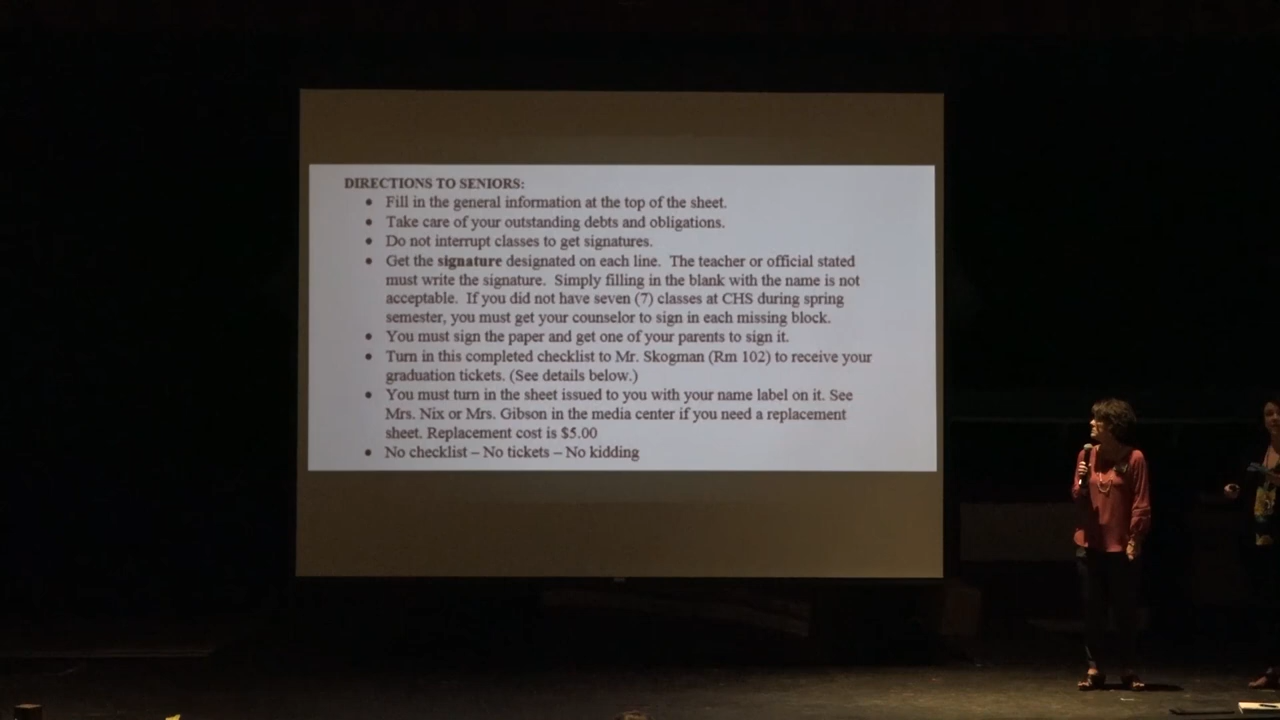 DIRECTIONS TO SENIORS:
• Fill in the general information at the top of the sheet.
• Take care of your outstanding debts and obligations.
• Do not interrupt classes to get signatures.
• Get the signature designated on each line. The teacher or official stated
must write the signature. Simply filling in the blank with the name is not
acceptable. If you did not have seven (7) classes at CHS during spring
semester, you must get your counselor to sign in each missing block.
• You must sign the paper and get one of your parents to sign it.
• Turn in this completed checklist to Mr. Skogman (Rm 102) to receive your
graduation tickets. (See details below.)
• You must turn in the sheet issued to you with your name label on it. See
Mrs. Nix or Mrs. Gibson in the media center if you need a replacement
sheet. Replacement cost is $5.00
• No checklist – No tickets – No kidding